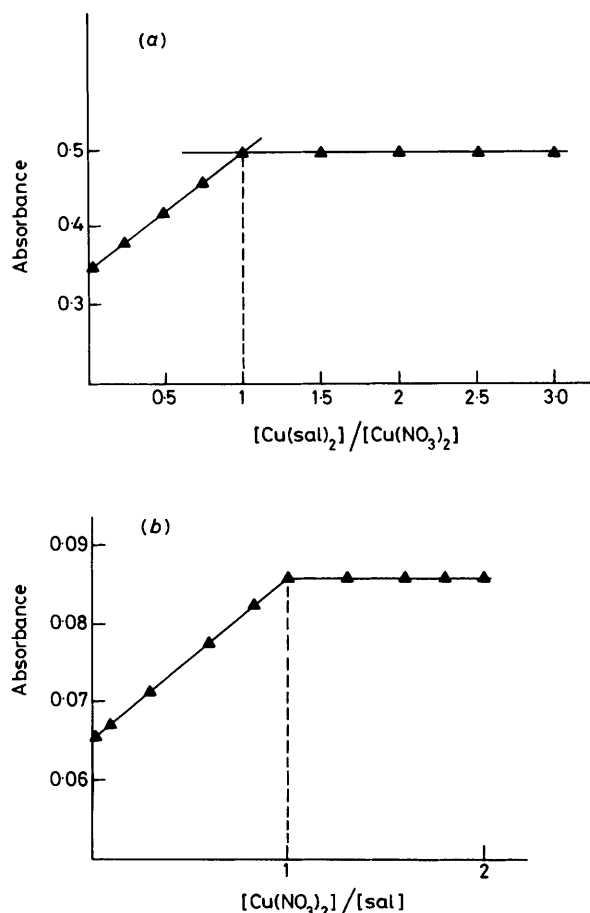 (a)
Absorbance
0·5
0·4
0·3
0·5 1 1·5 2 2·5 3·0
[Cu(sal)₂]/[Cu(NO₃)₂]
(b)
Absorbance
0·09
0·08
0·07
0·06
1 2
[Cu(NO₃)₂]/[sal]